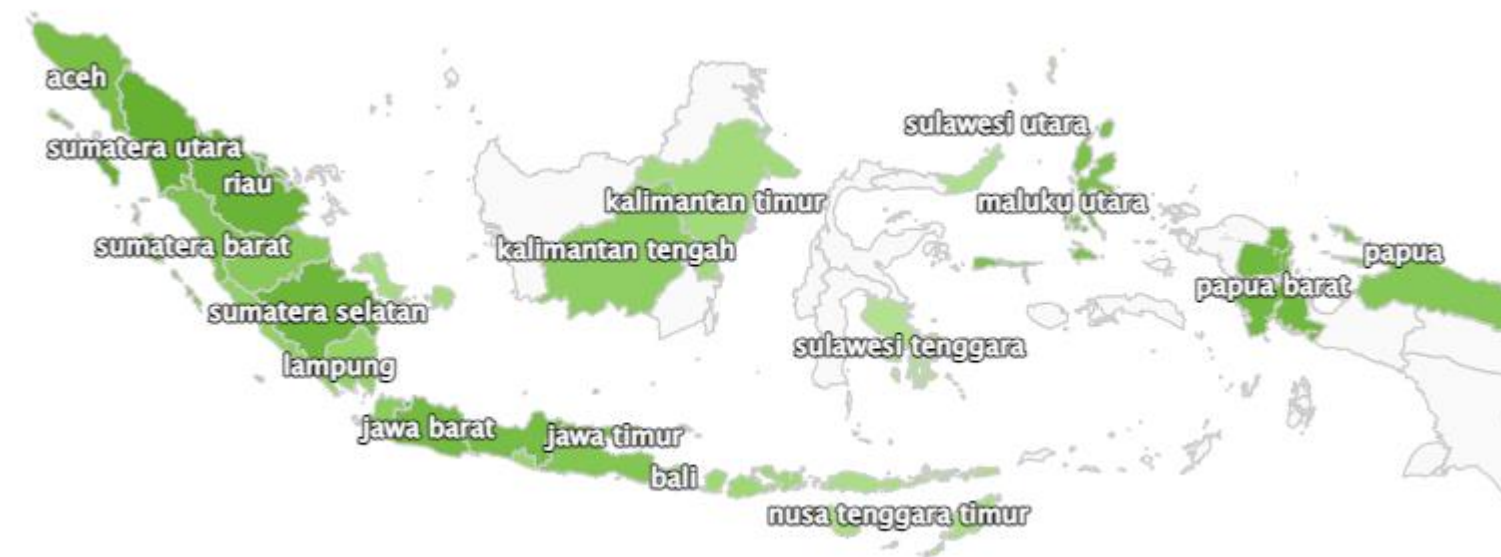 aceh
sumatera utara
riau
sumatera barat
sumatera selatan
lampung
jawa barat
jawa timur
bali
nusa tenggara timur
kalimantan timur
kalimantan tengah
sulawesi utara
maluku utara
sulawesi tenggara
papua
papua barat